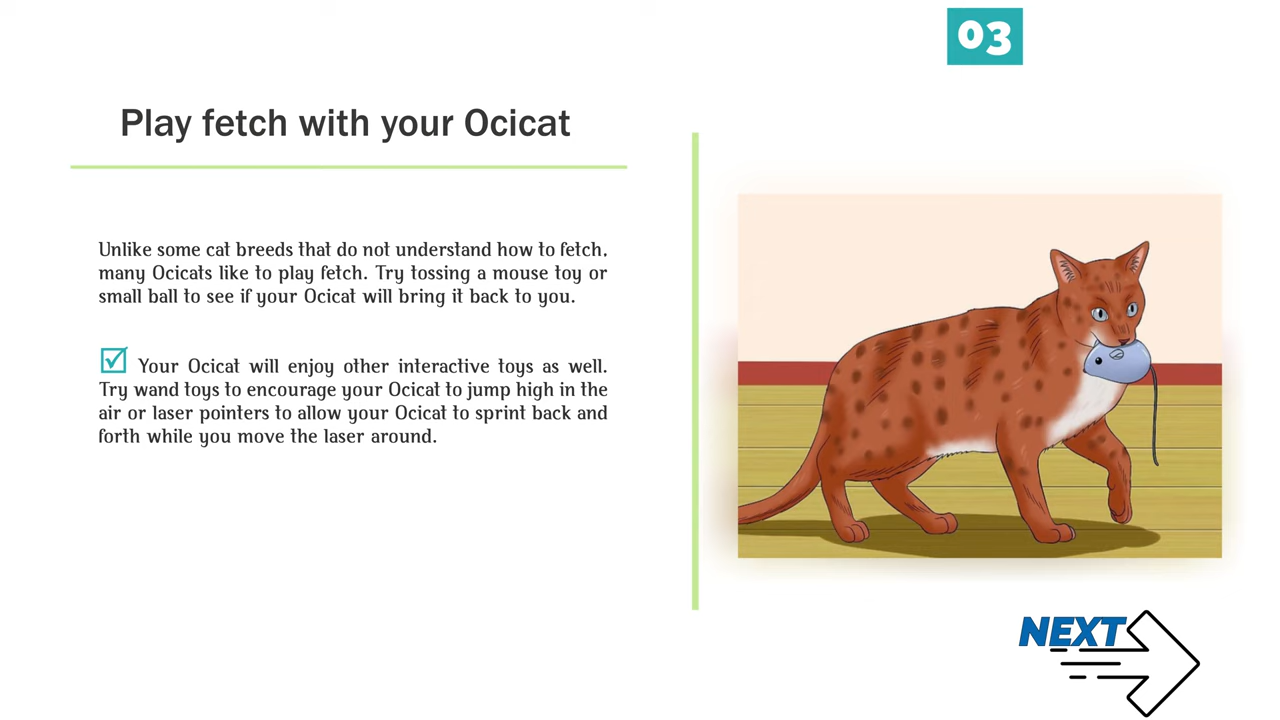 03
Play fetch with your Ocicat
Unlike some cat breeds that do not understand how to fetch,
many Ocicats like to play fetch. Try tossing a mouse toy or
small ball to see if your Ocicat will bring it back to you.
Your Ocicat will enjoy other interactive toys as well.
Try wand toys to encourage your Ocicat to jump high in the
air or laser pointers to allow your Ocicat to sprint back and
forth while you move the laser around.
NEXT